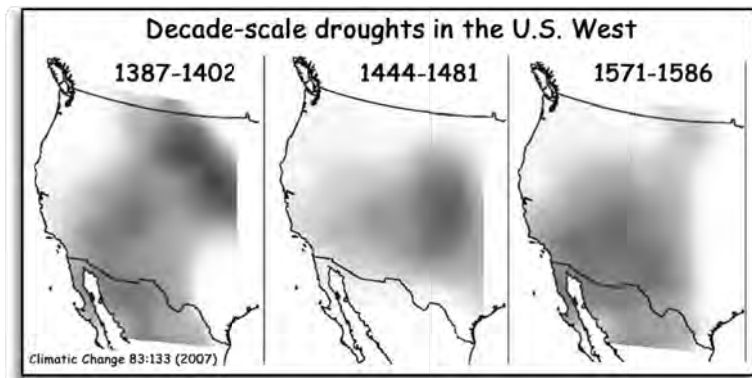 Decade-scale droughts in the U.S. West
1387-1402
1444-1481
1571-1586
Climatic Change 83:133 (2007)